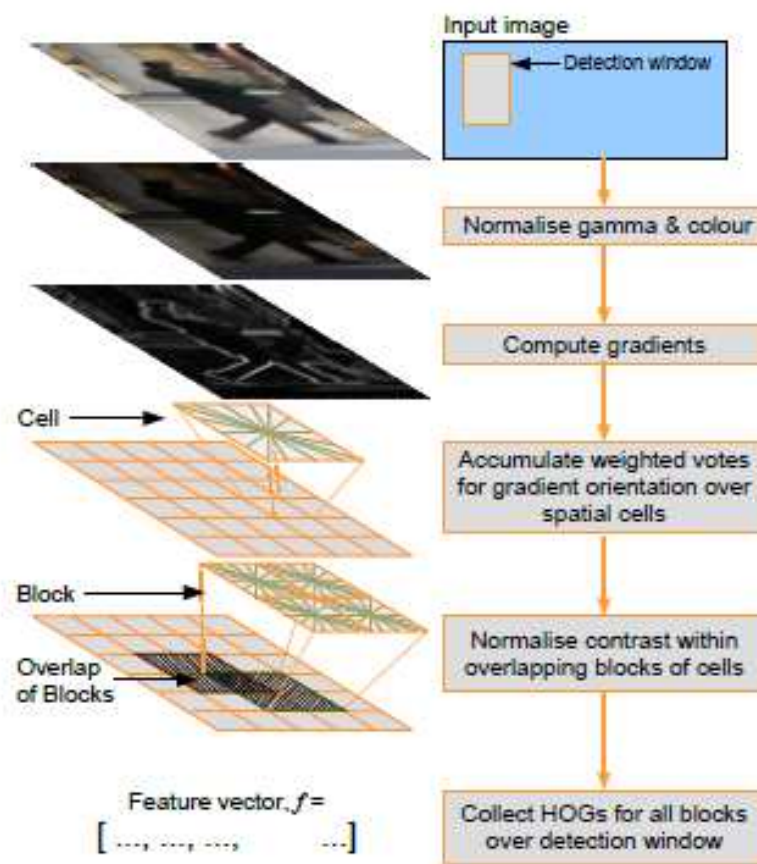 Input image
Detection window
Normalise gamma & colour
Compute gradients
Cell
Accumulate weighted votes
for gradient orientation over
spatial cells
Block
Normalise contrast within
overlapping blocks of cells
Overlap
of Blocks
Feature vector, f =
[ ..., ..., ..., ...]
Collect HOGs for all blocks
over detection window